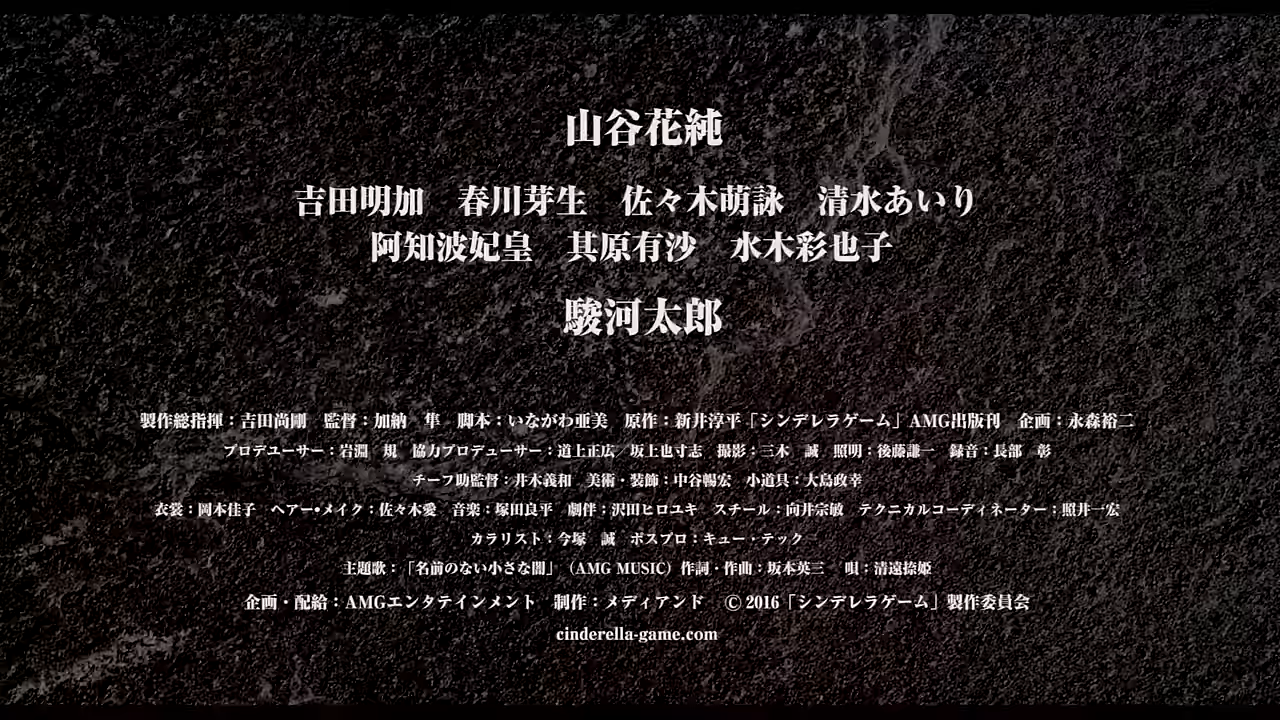 山谷花純
吉田明加　春川芽生　佐々木萌詠　清水あいり
阿知波妃皇　其原有沙　水木彩也子
駿河太郎
製作総指揮：吉田尚剛　監督：加納　隼　脚本：いながわ亜美　原作：新井淳平「シンデレラゲーム」AMG出版刊　企画：永森裕二
プロデューサー：岩淵　規　協力プロデューサー：道上正広／坂上也寸志　撮影：三木　誠　照明：後藤謙一　録音：長部　彰
チーフ助監督：井木義和　美術・装飾：中谷暢宏　小道具：大島政幸
衣裳：岡本佳子　ヘアー・メイク：佐々木愛　音楽：塚田良平　劇伴：沢田ヒロユキ　スチール：向井宗敏　テクニカルコーディネーター：照井一宏
カラリスト：今塚　誠　ポスプロ：キュー・テック
主題歌：「名前のない小さな闇」（AMG MUSIC）作詞・作曲：坂本英三　唄：清遠捺姫
企画・配給：AMGエンタテインメント　制作：メディアンド　© 2016「シンデレラゲーム」製作委員会
cinderella-game.com